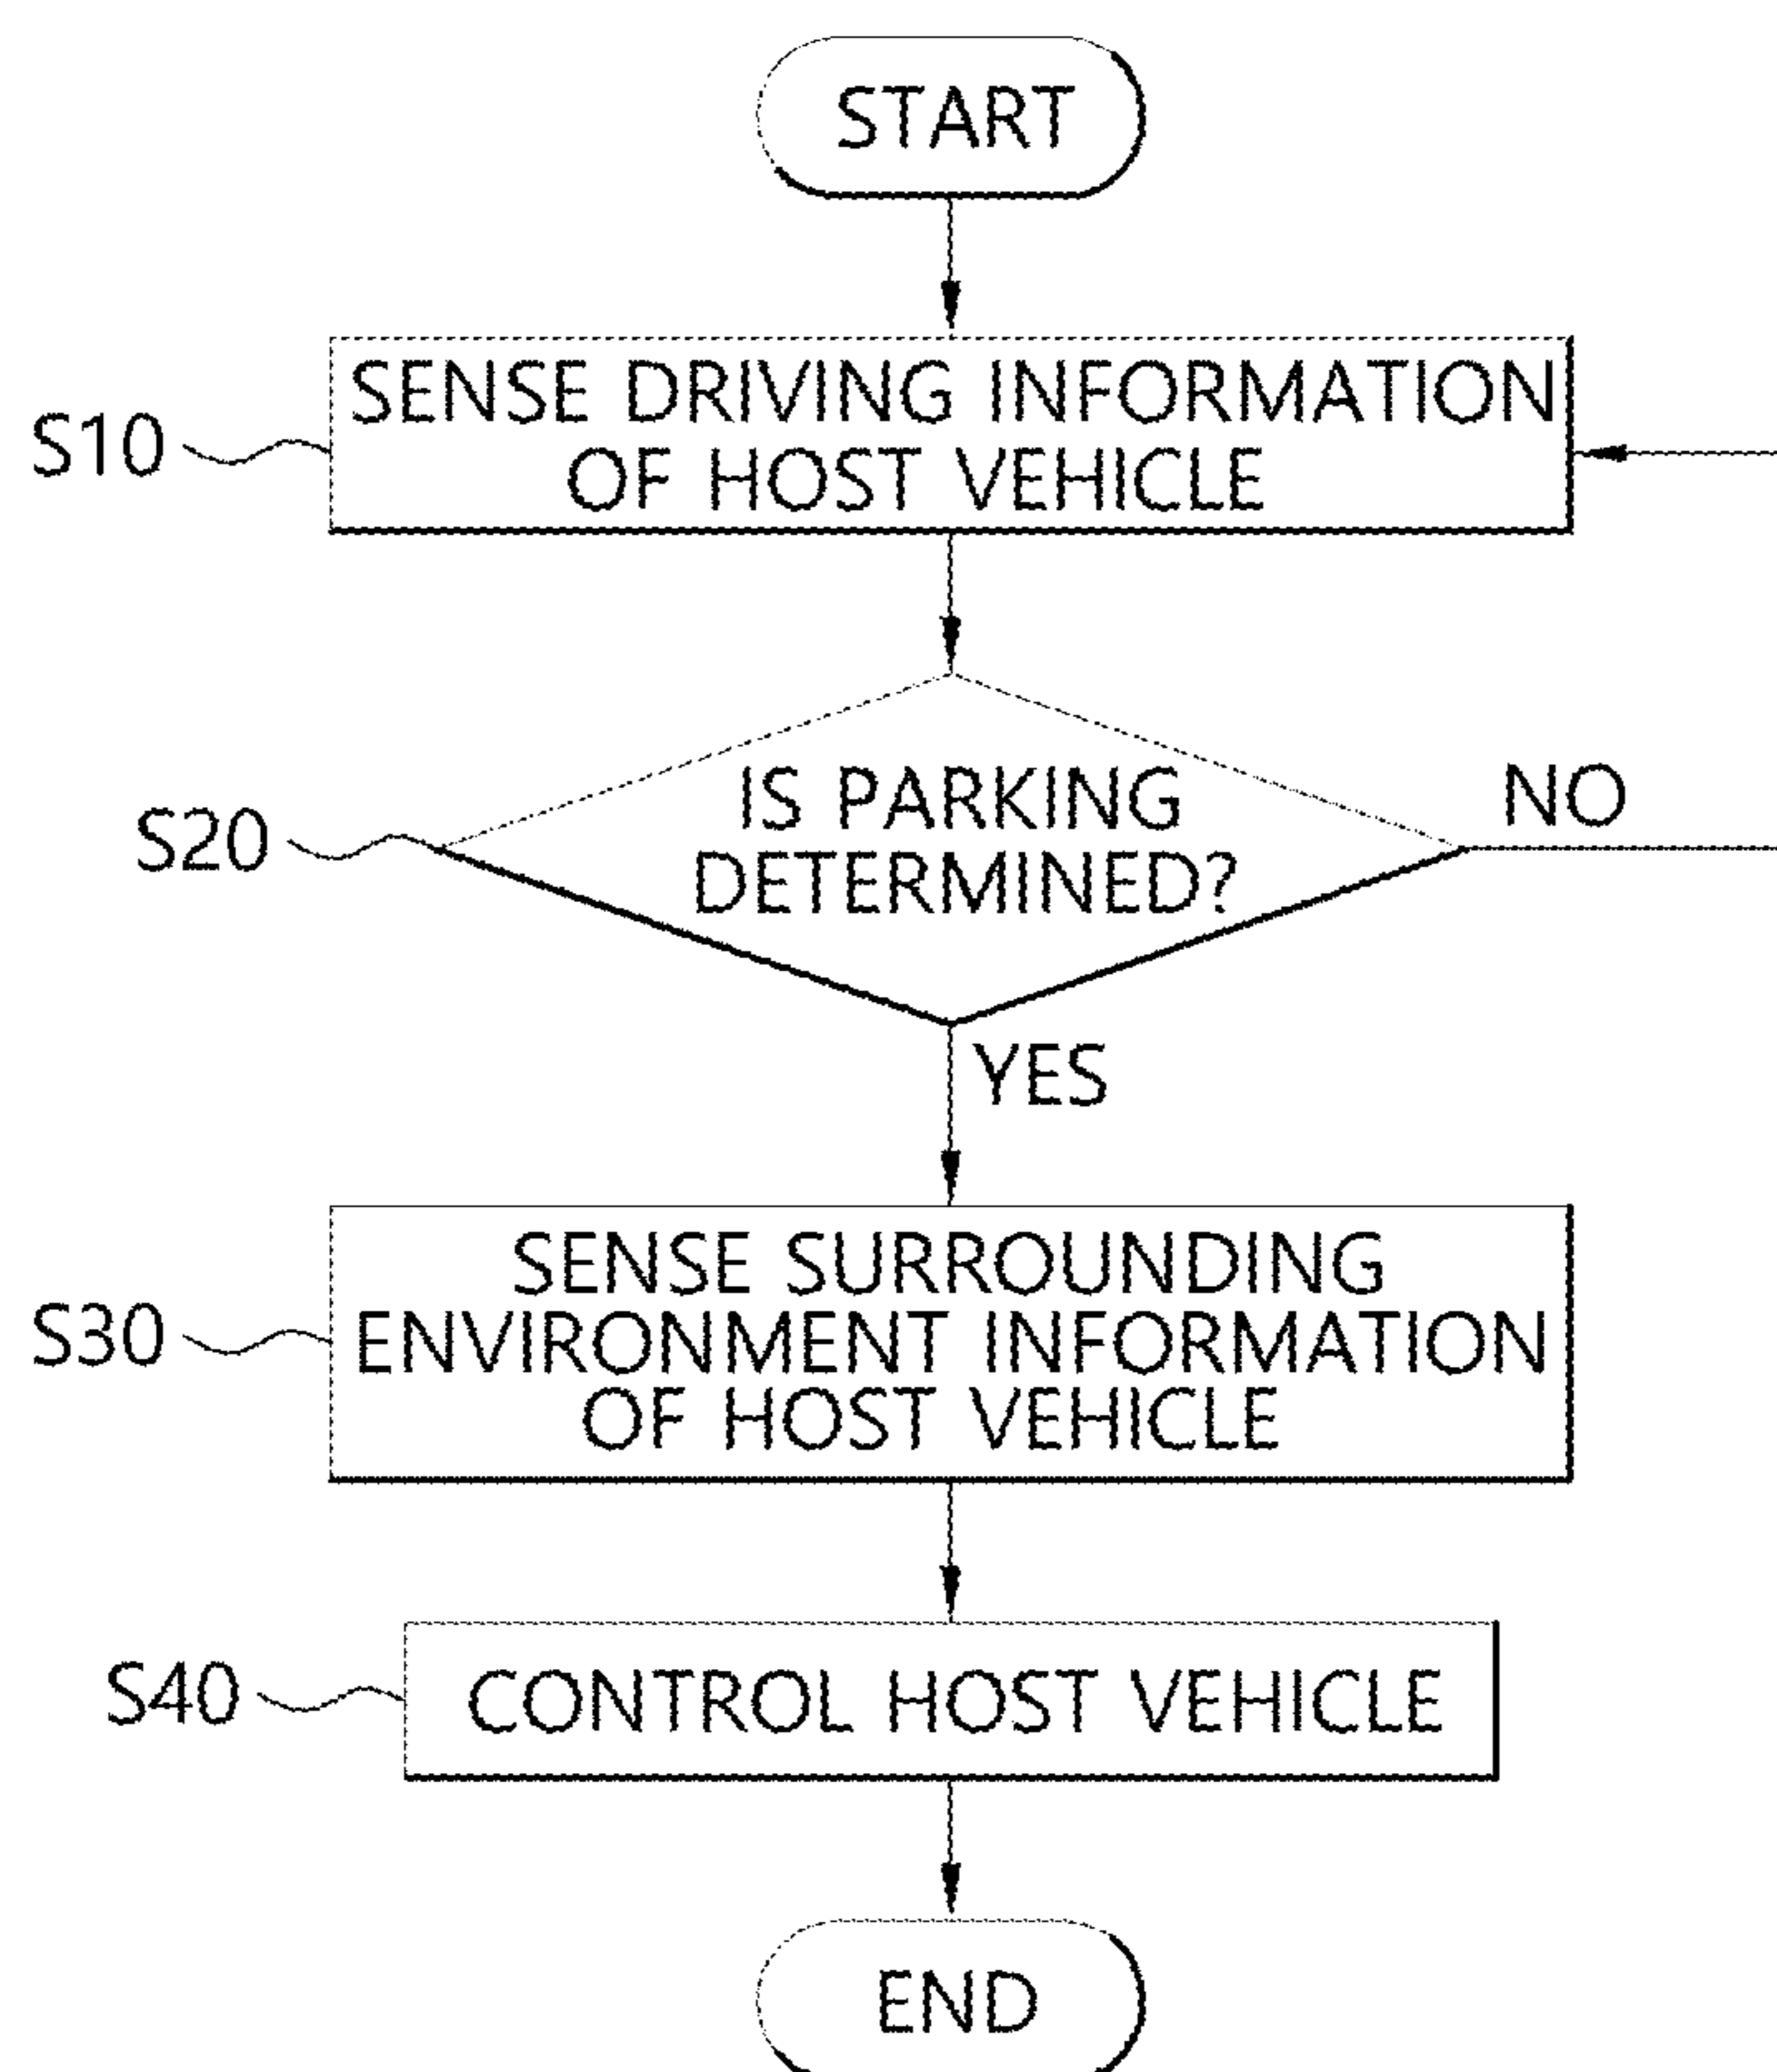 START
S10
SENSE DRIVING INFORMATION
OF HOST VEHICLE
S20
IS PARKING
DETERMINED?
NO
YES
S30
SENSE SURROUNDING
ENVIRONMENT INFORMATION
OF HOST VEHICLE
S40
CONTROL HOST VEHICLE
END